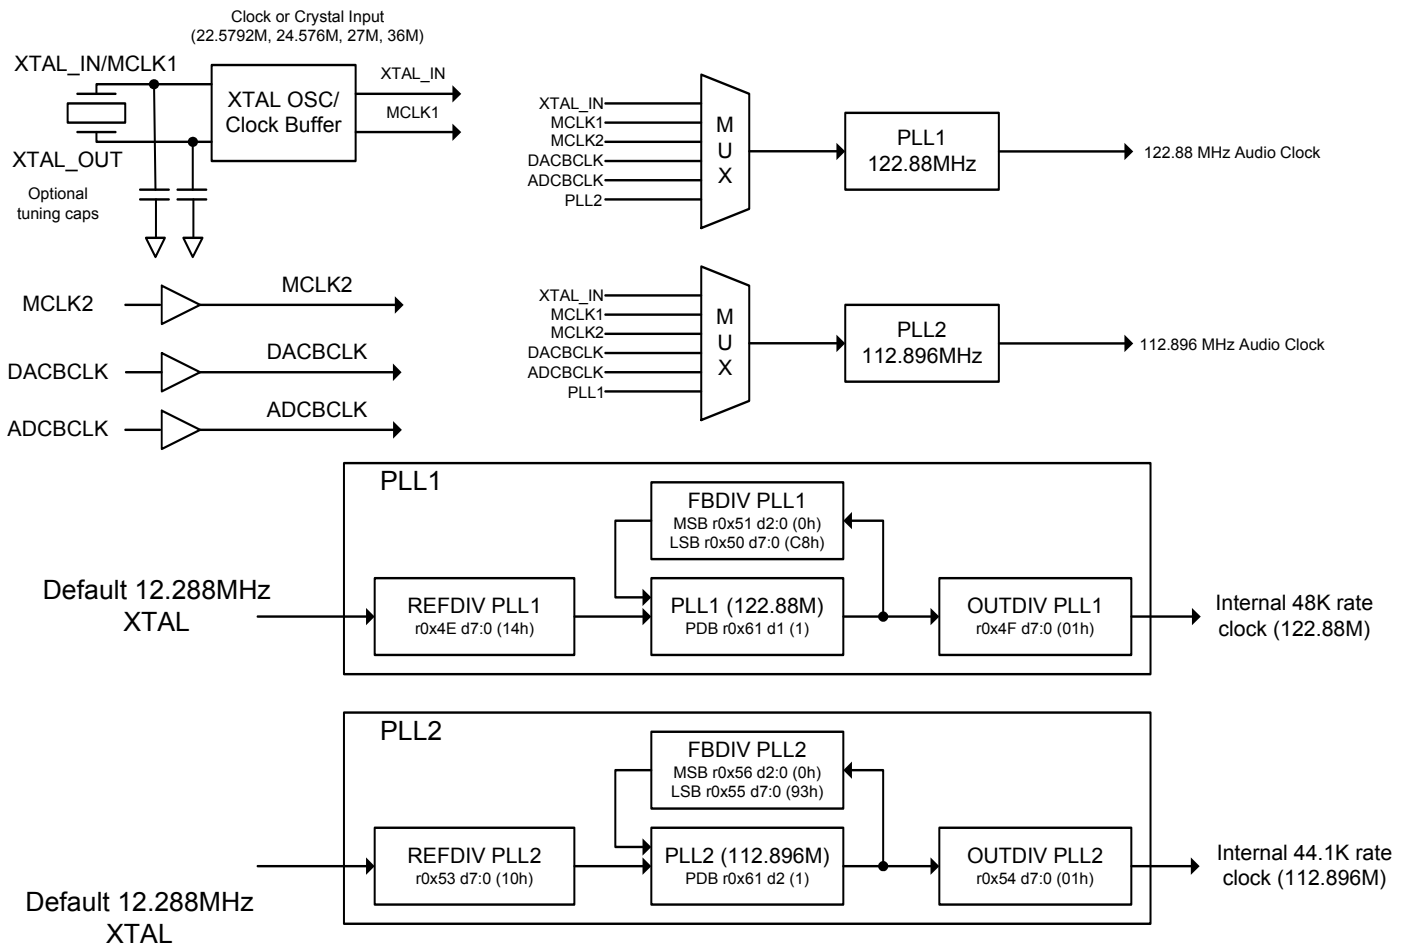 Clock or Crystal Input
(22.5792M, 24.576M, 27M, 36M)
XTAL_IN/MCLK1
XTAL OSC/
Clock Buffer
XTAL_IN
MCLK1
XTAL_OUT
Optional
tuning caps
MCLK2
MCLK2
DACBCLK
DACBCLK
ADCBCLK
ADCBCLK
XTAL_IN
MCLK1
MCLK2
DACBCLK
ADCBCLK
PLL2
M
U
X
PLL1
122.88MHz
122.88 MHz Audio Clock
XTAL_IN
MCLK1
MCLK2
DACBCLK
ADCBCLK
PLL1
M
U
X
PLL2
112.896MHz
112.896 MHz Audio Clock
PLL1
FBDIV PLL1
MSB r0x51 d2:0 (0h)
LSB r0x50 d7:0 (C8h)
Default 12.288MHz
XTAL
REFDIV PLL1
r0x4E d7:0 (14h)
PLL1 (122.88M)
PDB r0x61 d1 (1)
OUTDIV PLL1
r0x4F d7:0 (01h)
Internal 48K rate
clock (122.88M)
PLL2
FBDIV PLL2
MSB r0x56 d2:0 (0h)
LSB r0x55 d7:0 (93h)
Default 12.288MHz
XTAL
REFDIV PLL2
r0x53 d7:0 (10h)
PLL2 (112.896M)
PDB r0x61 d2 (1)
OUTDIV PLL2
r0x54 d7:0 (01h)
Internal 44.1K rate
clock (112.896M)